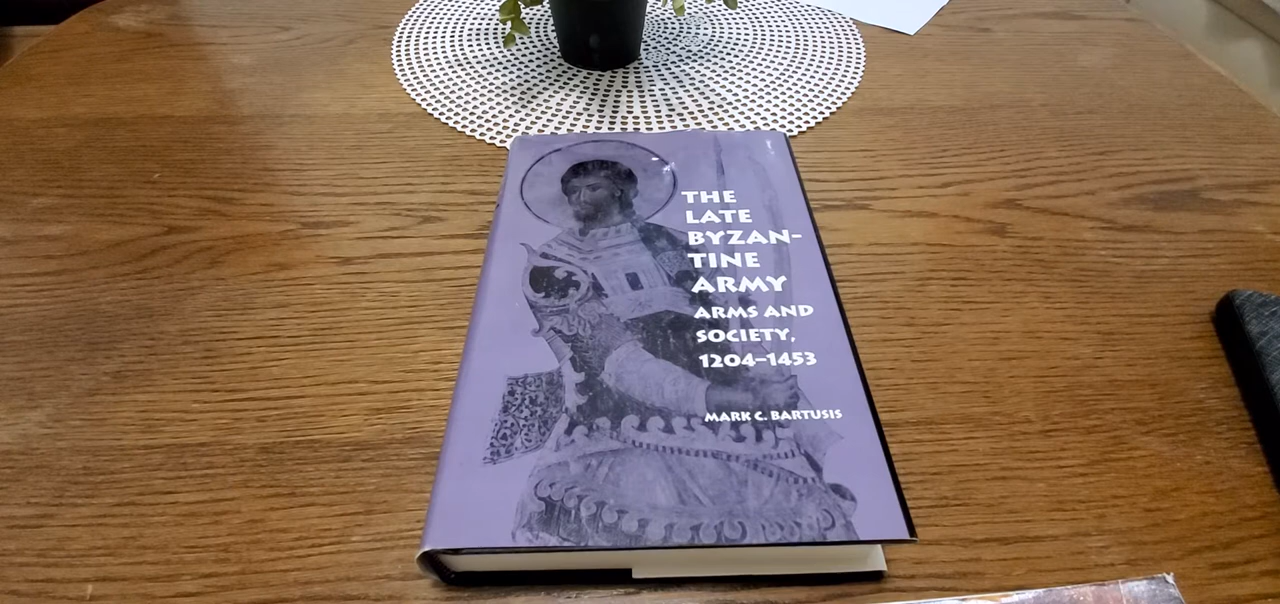 THE
LATE
BYZAN-
TINE
ARMY
ARMS AND
SOCIETY,
1204–1453
MARK C. BARTUSIS